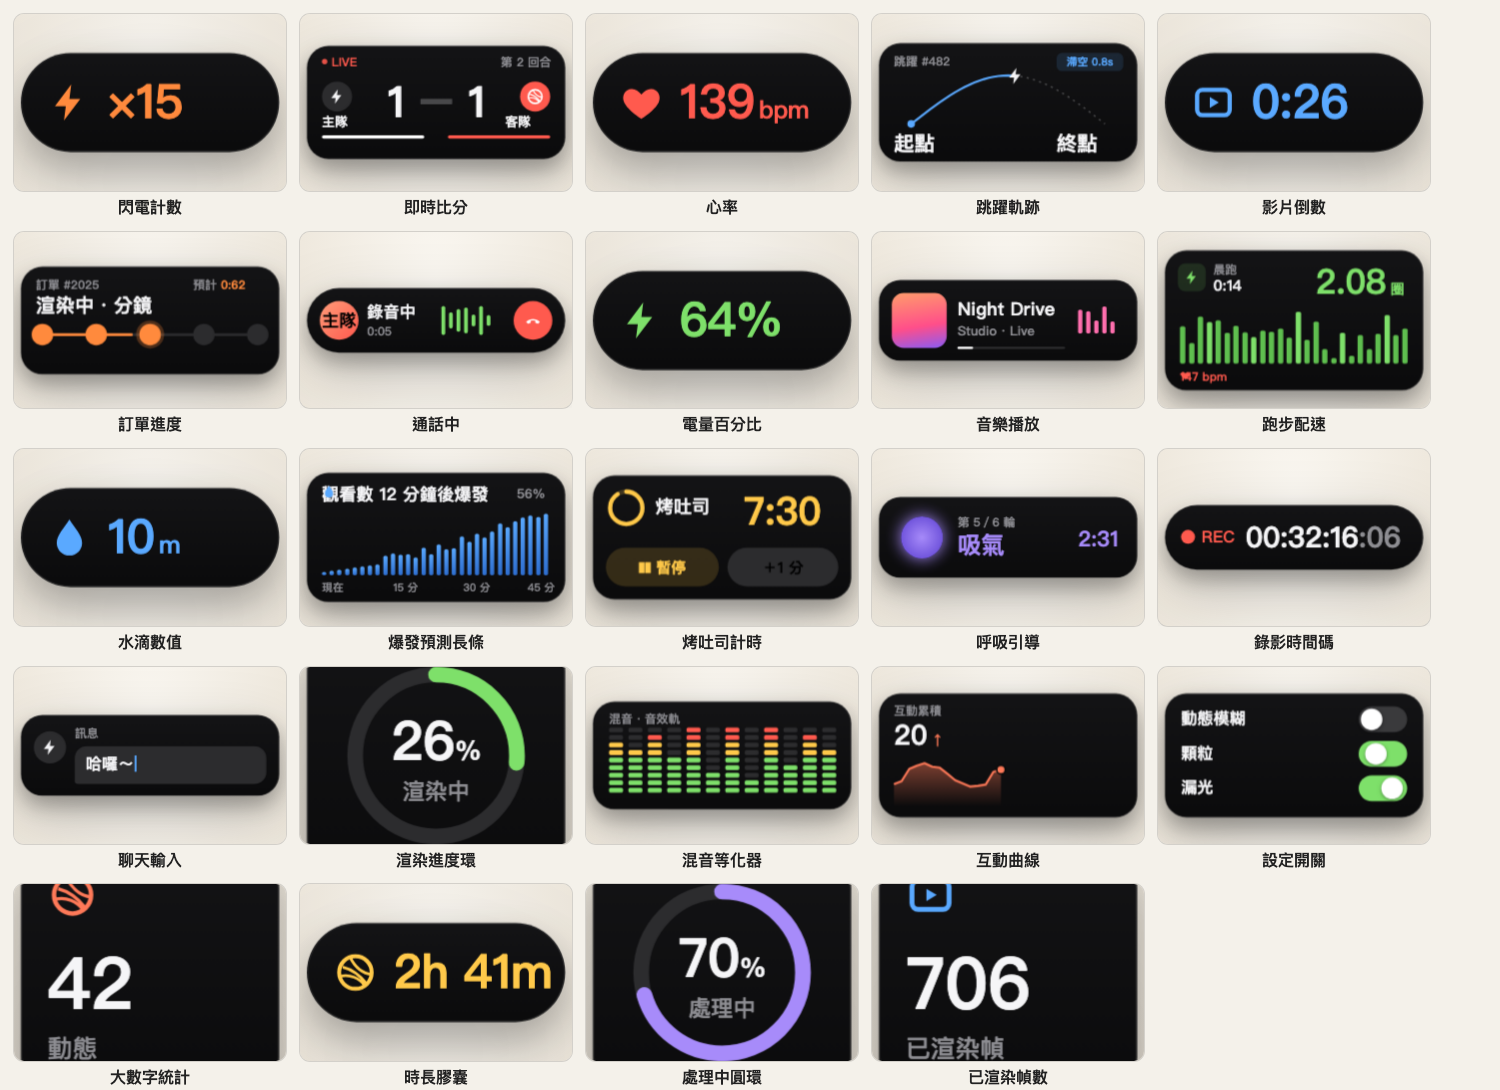 ×15
閃電計數
LIVE
第 2 回合
1 — 1
主隊
客隊
即時比分
139 bpm
心率
跳躍 #482
滯空 0.8s
起點
終點
跳躍軌跡
0:26
影片倒數
訂單 #2025
預計 0:62
渲染中 · 分鏡
訂單進度
主隊
錄音中
0:05
通話中
64%
電量百分比
Night Drive
Studio · Live
音樂播放
晨跑
0:14
2.08 圈
7 bpm
跑步配速
10 m
水滴數值
觀看數 12 分鐘後爆發
56%
現在
15 分
30 分
45 分
爆發預測長條
烤吐司
7:30
暫停
+1 分
烤吐司計時
第 5 / 6 輪
吸氣
2:31
呼吸引導
REC
00:32:16:06
錄影時間碼
訊息
哈囉～
聊天輸入
26%
渲染中
渲染進度環
混音 · 音效軌
混音等化器
互動累積
20 ↑
互動曲線
動態模糊
顆粒
漏光
設定開關
42
動態
大數字統計
2h 41m
時長膠囊
70%
處理中
處理中圓環
706
已渲染幀
已渲染幀數